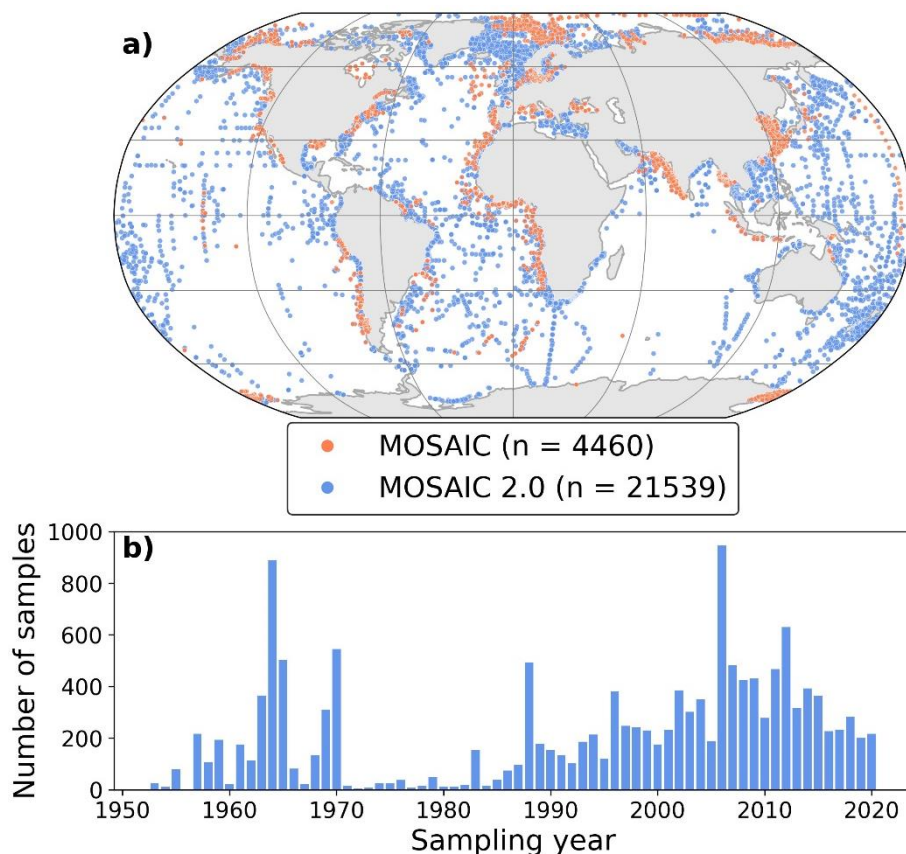 a)
MOSAIC (n = 4460)
MOSAIC 2.0 (n = 21539)
b)
Number of samples
1000
800
600
400
200
0
1950 1960 1970 1980 1990 2000 2010 2020
Sampling year